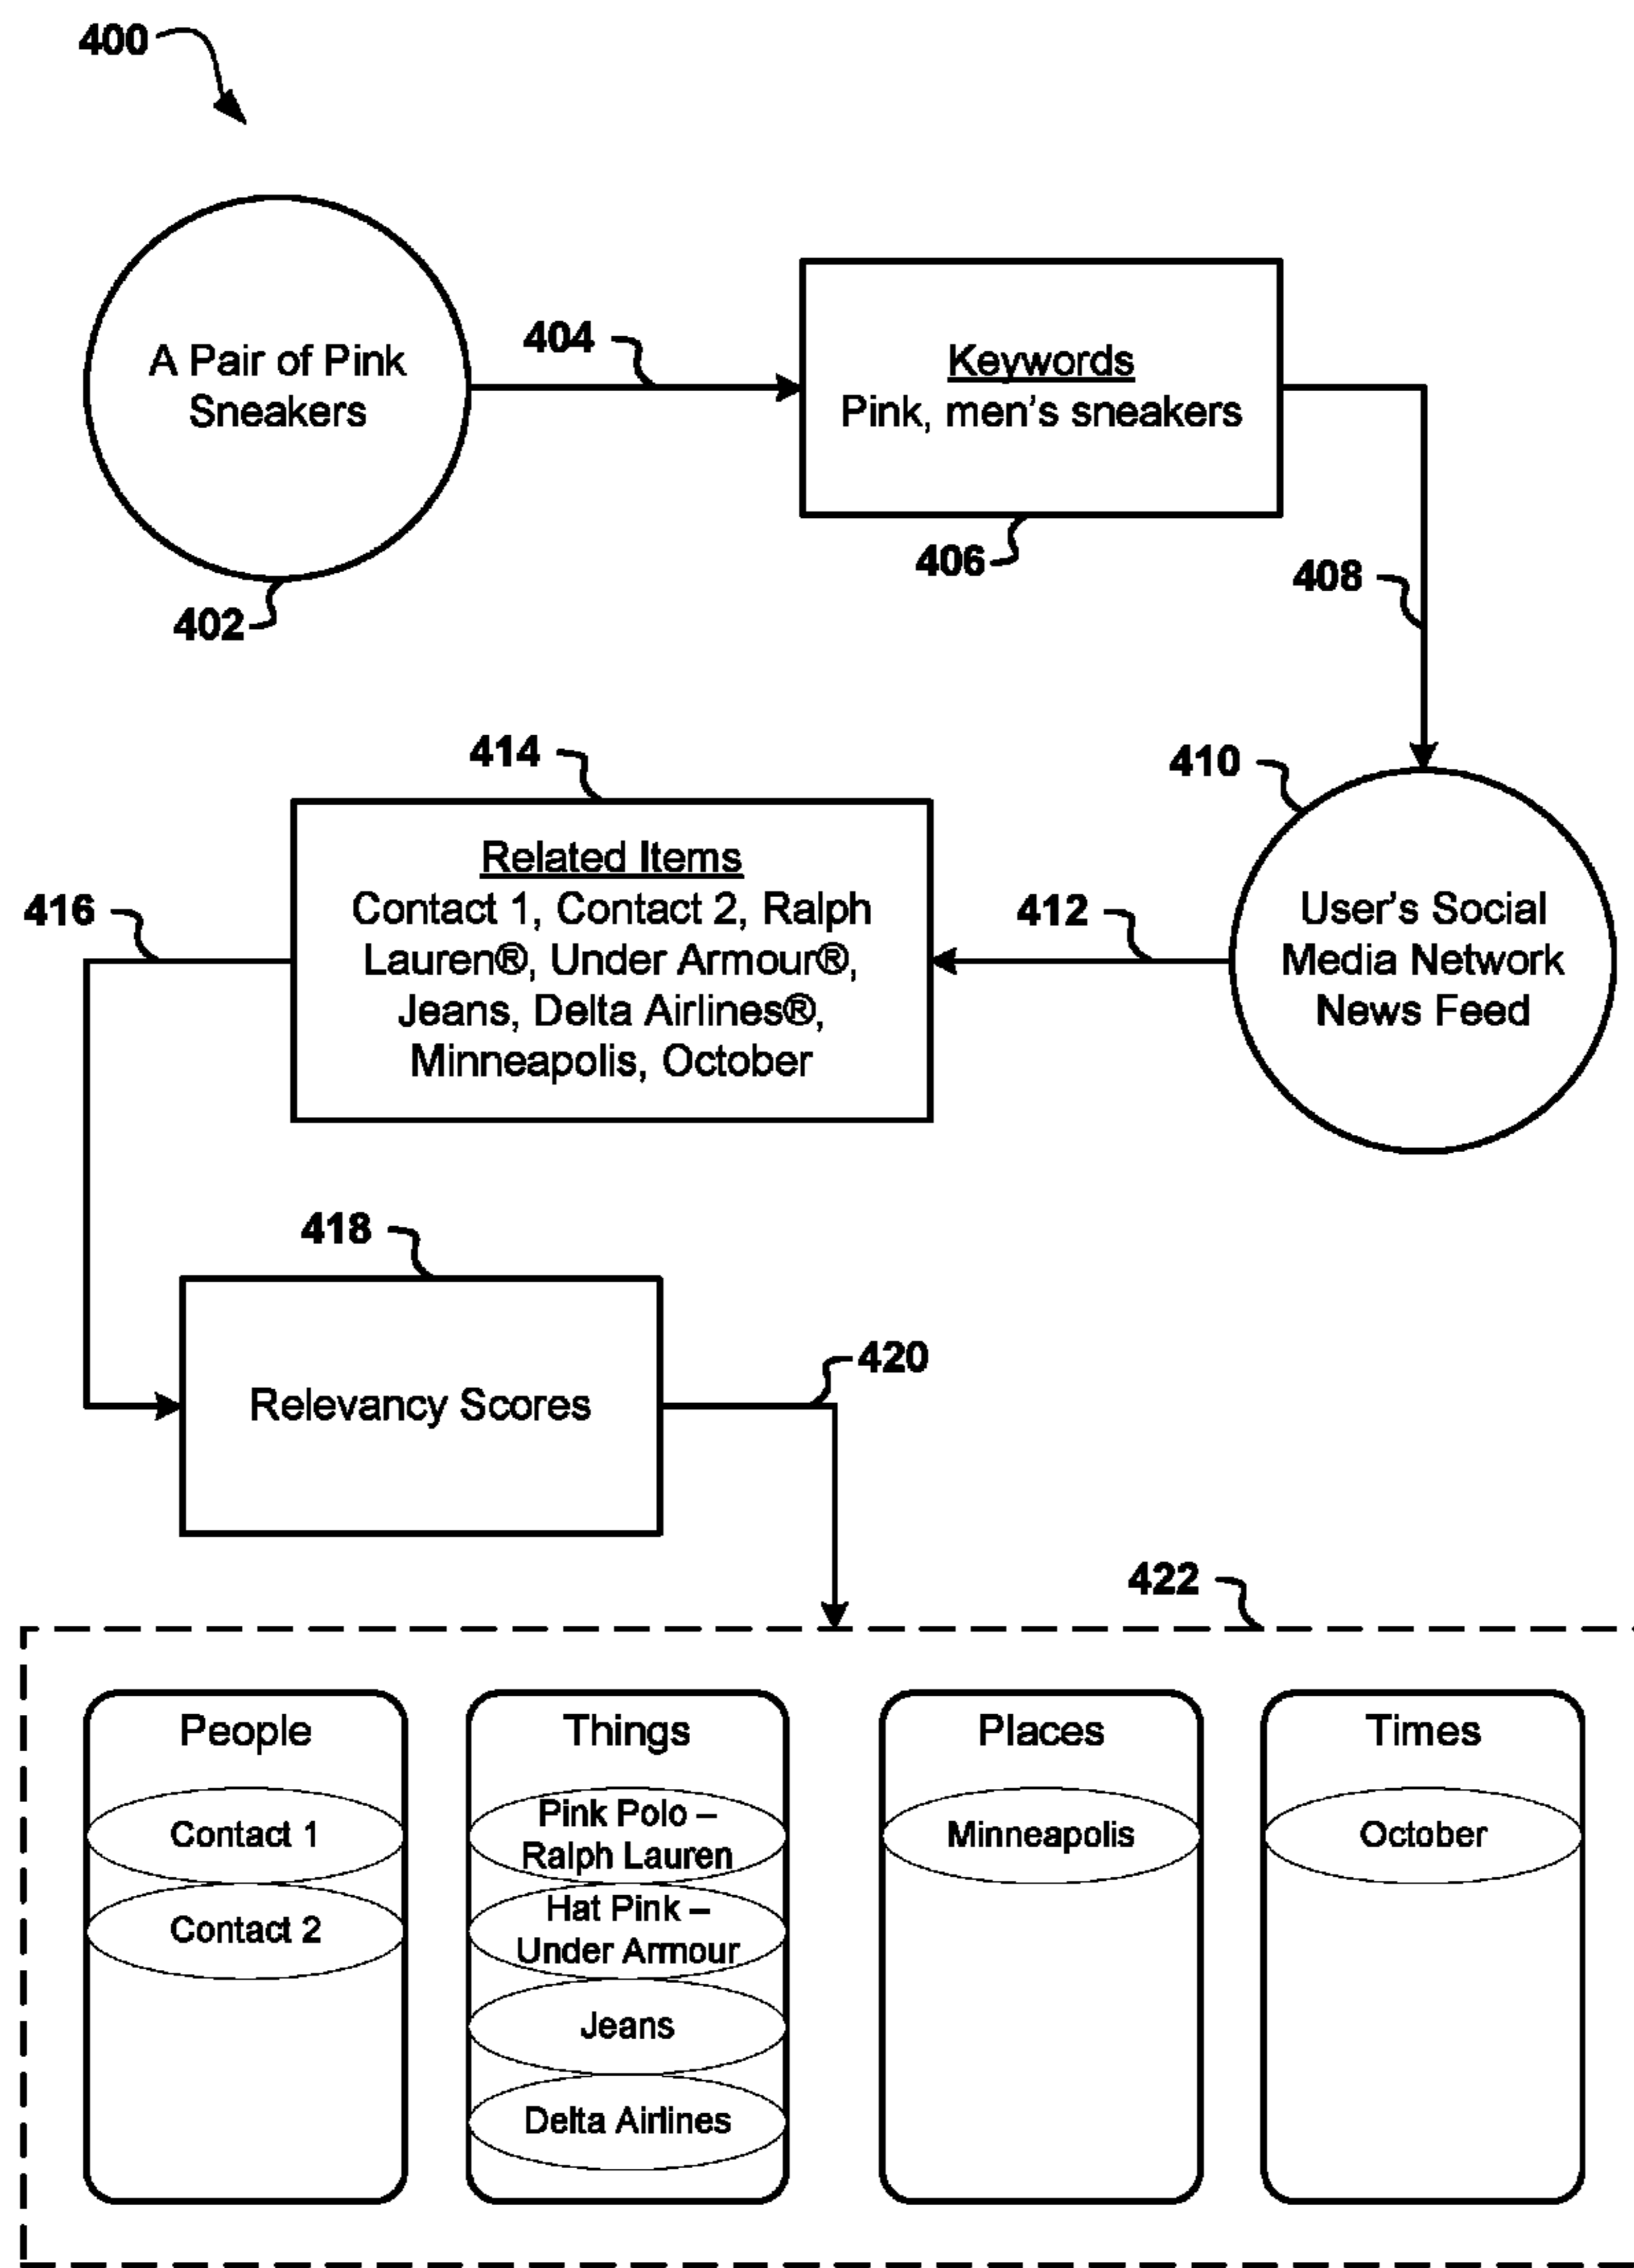 400
A Pair of Pink
Sneakers
402
404
Keywords
Pink, men's sneakers
406
408
410
User's Social
Media Network
News Feed
412
414
Related Items
Contact 1, Contact 2, Ralph
Lauren®, Under Armour®,
Jeans, Delta Airlines®,
Minneapolis, October
416
418
Relevancy Scores
420
422
People
Contact 1
Contact 2
Things
Pink Polo –
Ralph Lauren
Hat Pink –
Under Armour
Jeans
Delta Airlines
Places
Minneapolis
Times
October